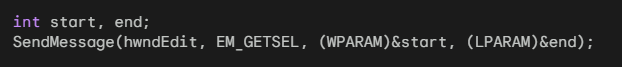 int start, end;
SendMessage(hwndEdit, EM_GETSEL, (WPARAM)&start, (LPARAM)&end);